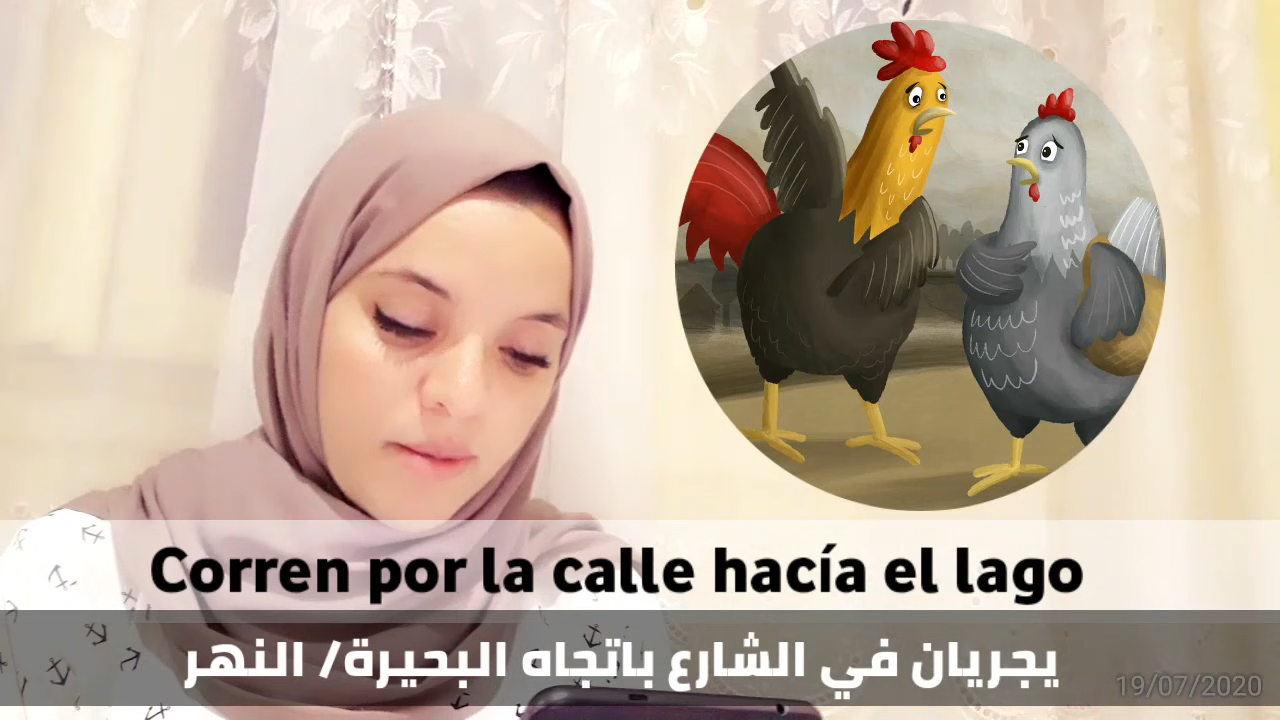 Corren por la calle hacía el lago
يجريان في الشارع باتجاه البحيرة/ النهر
19/07/2020